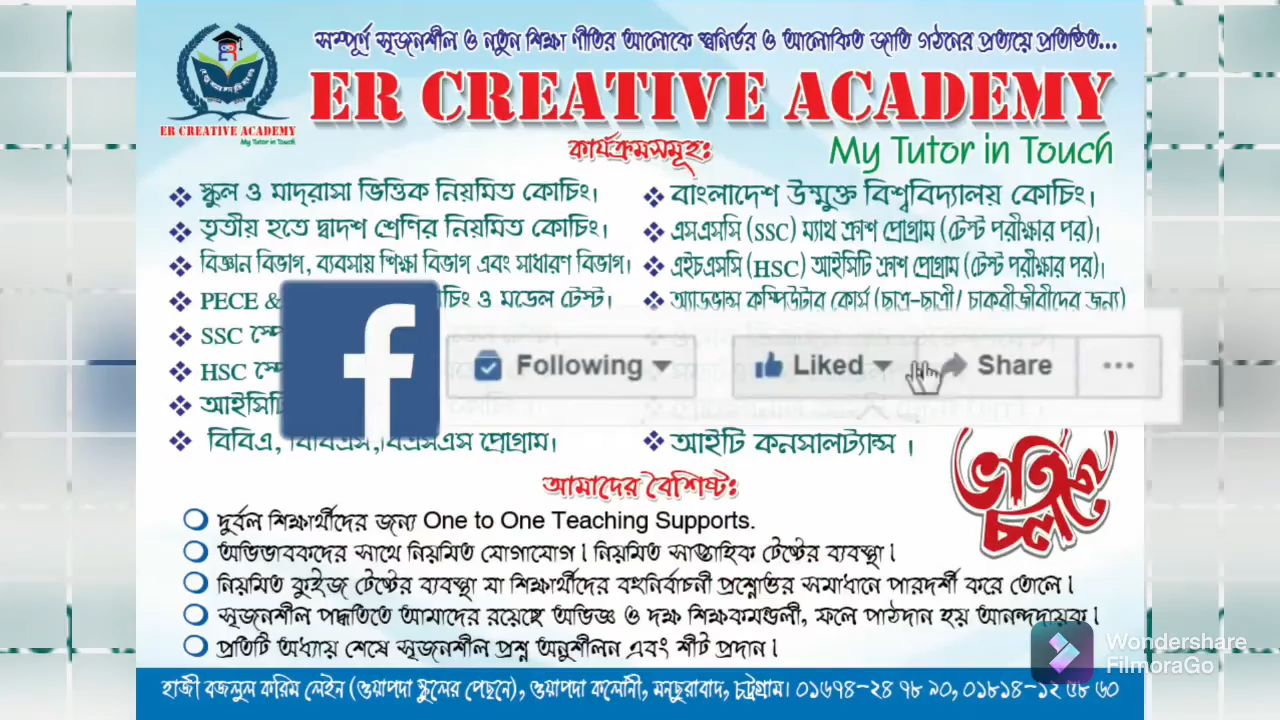 সম্পূর্ণ সৃজনশীল ও নতুন শিক্ষা নীতির আলোকে স্বনির্ভর ও আলোকিত জাতি গঠনের প্রত্যয়ে প্রতিষ্ঠিত...
ER CREATIVE ACADEMY
ER CREATIVE ACADEMY
My Tutor in Touch
My Tutor in Touch
কার্যক্রমসমূহঃ
স্কুল ও মাদ্রাসা ভিত্তিক নিয়মিত কোচিং।
বাংলাদেশ উম্মুক্ত বিশ্ববিদ্যালয় কোচিং।
তৃতীয় হতে দ্বাদশ শ্রেণির নিয়মিত কোচিং।
এসএসসি (SSC) ম্যাথ ক্রাশ প্রোগ্রাম (টেস্ট পরীক্ষার পর)।
বিজ্ঞান বিভাগ, ব্যবসায় শিক্ষা বিভাগ এবং সাধারণ বিভাগ।
এইচএসসি (HSC) আইসিটি ক্রাশ প্রোগ্রাম (টেস্ট পরীক্ষার পর)।
PECE & ও মডেল টেস্ট।
অ্যাডভান্স কম্পিউটার কোর্স (ছাত্র-ছাত্রী/ চাকরীজীবীদের জন্য)
SSC
HSC
Following
Liked
Share
আইসিটি
বিবিএ, বিবিএস, বিএসএস প্রোগ্রাম।
আইটি কনসালট্যান্স ।
ভর্তি চলছে
আমাদের বৈশিষ্টঃ
দুর্বল শিক্ষার্থীদের জন্য One to One Teaching Supports.
অভিভাবকদের সাথে নিয়মিত যোগাযোগ। নিয়মিত সাপ্তাহিক টেষ্টের ব্যবস্থা।
নিয়মিত কুইজ টেষ্টের ব্যবস্থা যা শিক্ষার্থীদের বহুনির্বাচনী প্রশ্নোত্তর সমাধানে পারদর্শী করে তোলে।
সৃজনশীল পদ্ধতিতে আমাদের রয়েছে অভিজ্ঞ ও দক্ষ শিক্ষকমন্ডলী, ফলে পাঠদান হয় আনন্দদায়ক।
প্রতিটি অধ্যায় শেষে সৃজনশীল প্রশ্ন অনুশীলন এবং শীট প্রদান।
Wondershare
FilmoraGo
হাজী বজলুল করিম লেইন (ওয়াপদা স্কুলের পেছনে), ওয়াপদা কলোনী, মনছুরাবাদ, চট্টগ্রাম। ০১৬৭৪-২৪ ৭৮ ৯০, ০১৮১৪-১২ ৫৮ ৬০